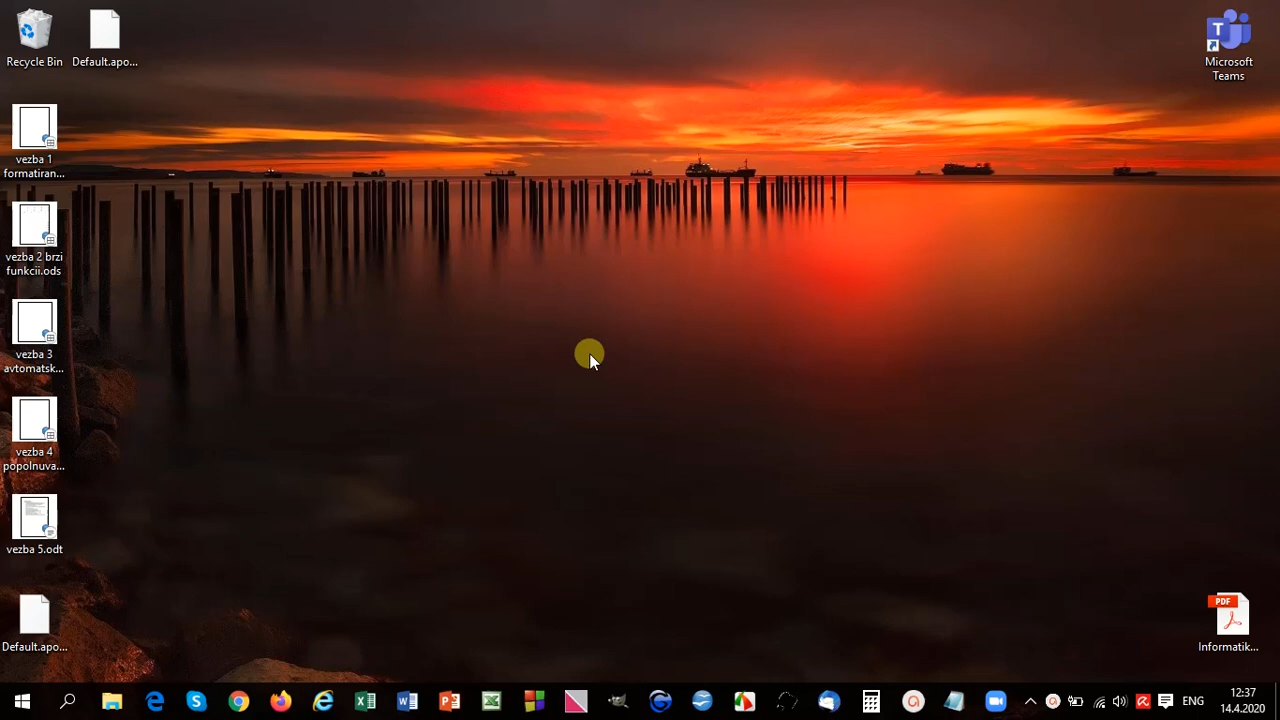 Recycle Bin
Default.apo...
Microsoft
Teams
vezba 1
formatiran...
vezba 2 brzi
funkcii.ods
vezba 3
avtomatsk...
vezba 4
popolnuva...
vezba 5.odt
Default.apo...
PDF
Informatik...
ENG
12:37
14.4.2020